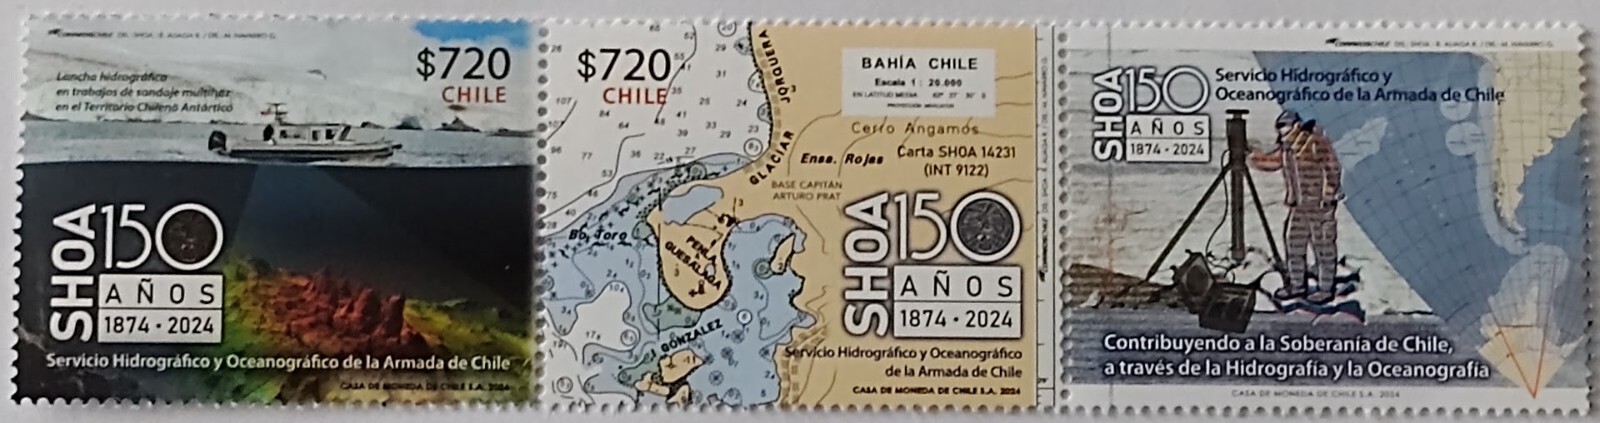 $720
CHILE
Lancha hidrográfica
en trabajos de sondaje multihaz
en el Territorio Chileno Antártico
SHOA 150
AÑOS
1874 · 2024
Servicio Hidrográfico y Oceanográfico de la Armada de Chile
CASA DE MONEDA DE CHILE S.A. 2024
$720
CHILE
GLACIAR JORQUERA
BAHÍA CHILE
Escala 1 : 20.000
Cerro Angamos
Ensa. Rojas
Carta SHOA 14231
(INT 9122)
BASE CAPITÁN
ARTURO PRAT
Bo. Toro
PENLA
GUESALAGA
I GONZALEZ
SHOA 150
AÑOS
1874 · 2024
Servicio Hidrográfico y Oceanográfico
de la Armada de Chile
CASA DE MONEDA DE CHILE S.A. 2024
SHOA 150
AÑOS
1874 · 2024
Servicio Hidrográfico y
Oceanográfico de la Armada de Chile
Contribuyendo a la Soberanía de Chile,
a través de la Hidrografía y la Oceanografía
CASA DE MONEDA DE CHILE S.A. 2024